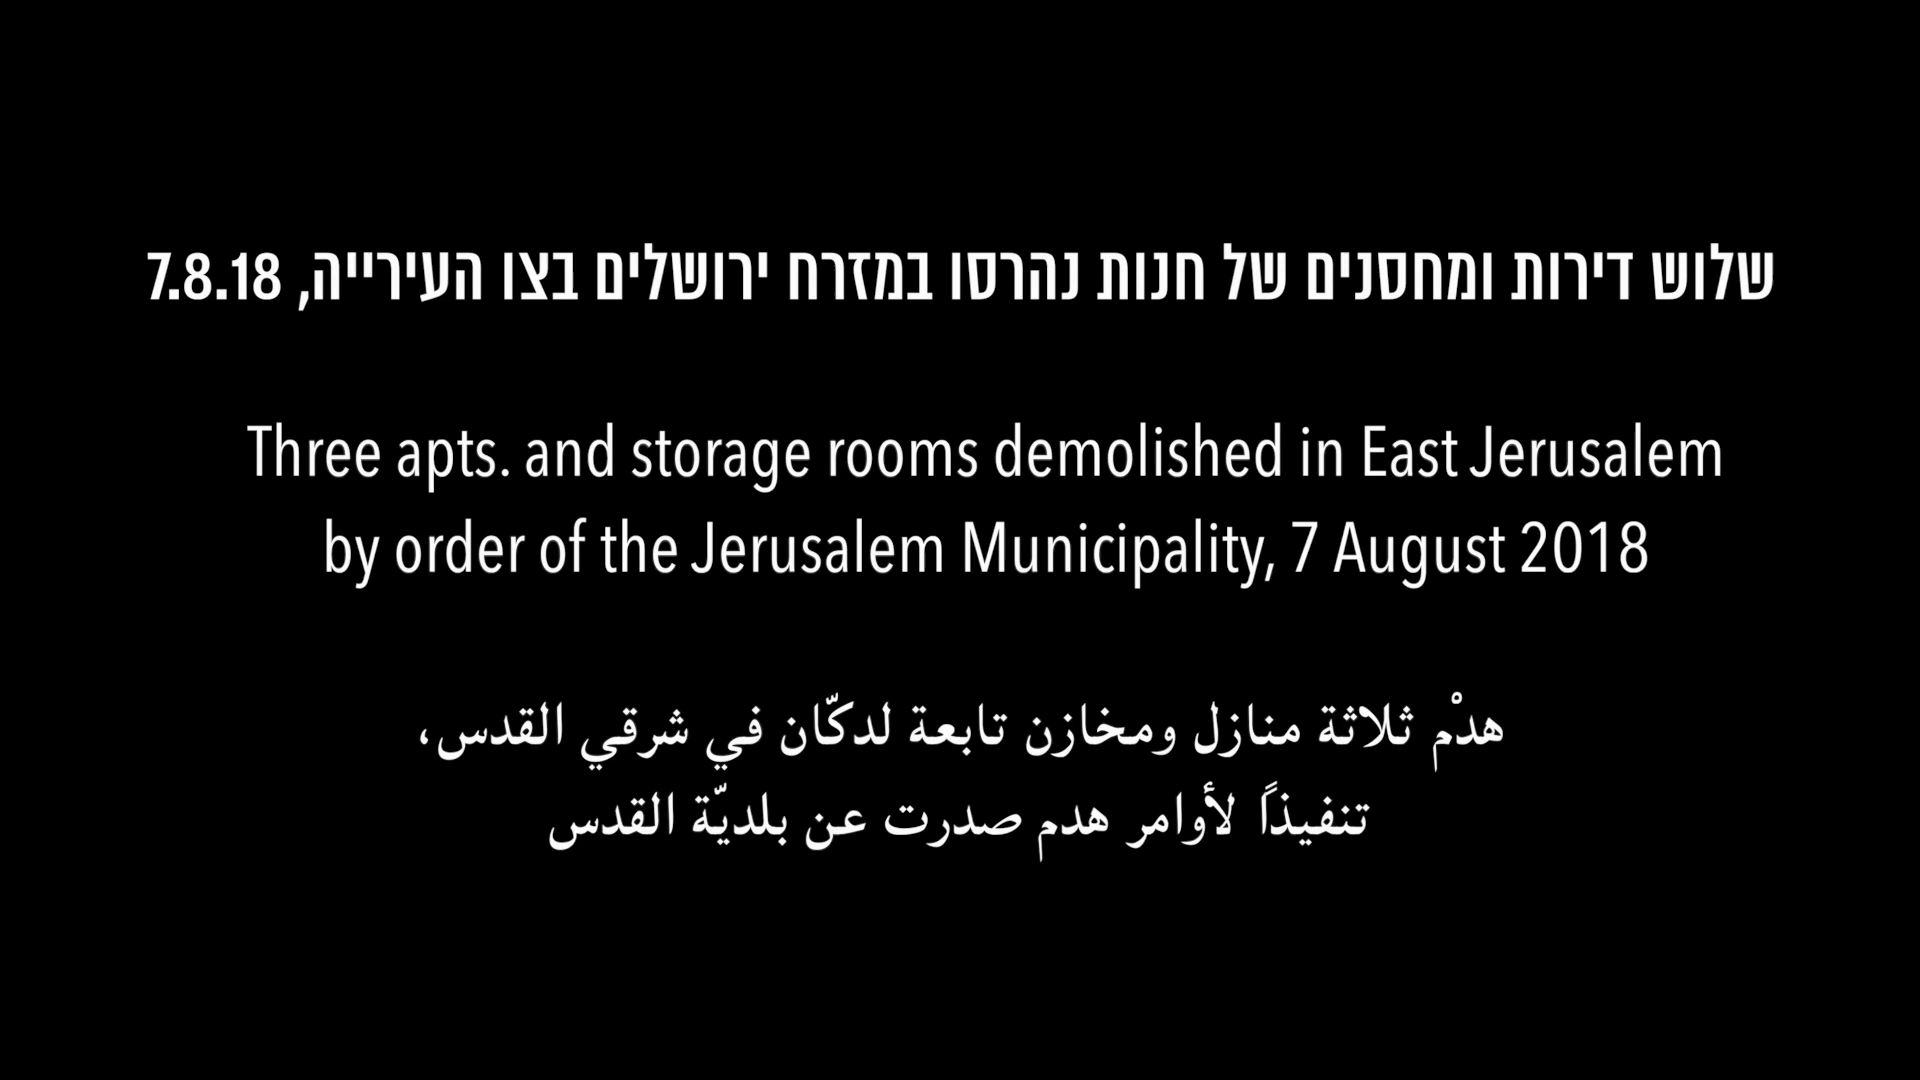 שלוש דירות ומחסנים של חנות נהרסו במזרח ירושלים בצו העירייה, 7.8.18
Three apts. and storage rooms demolished in East Jerusalem
by order of the Jerusalem Municipality, 7 August 2018
هدْم ثلاثة منازل ومخازن تابعة لدكّان في شرقي القدس،
تنفيذاً لأوامر هدم صدرت عن بلديّة القدس